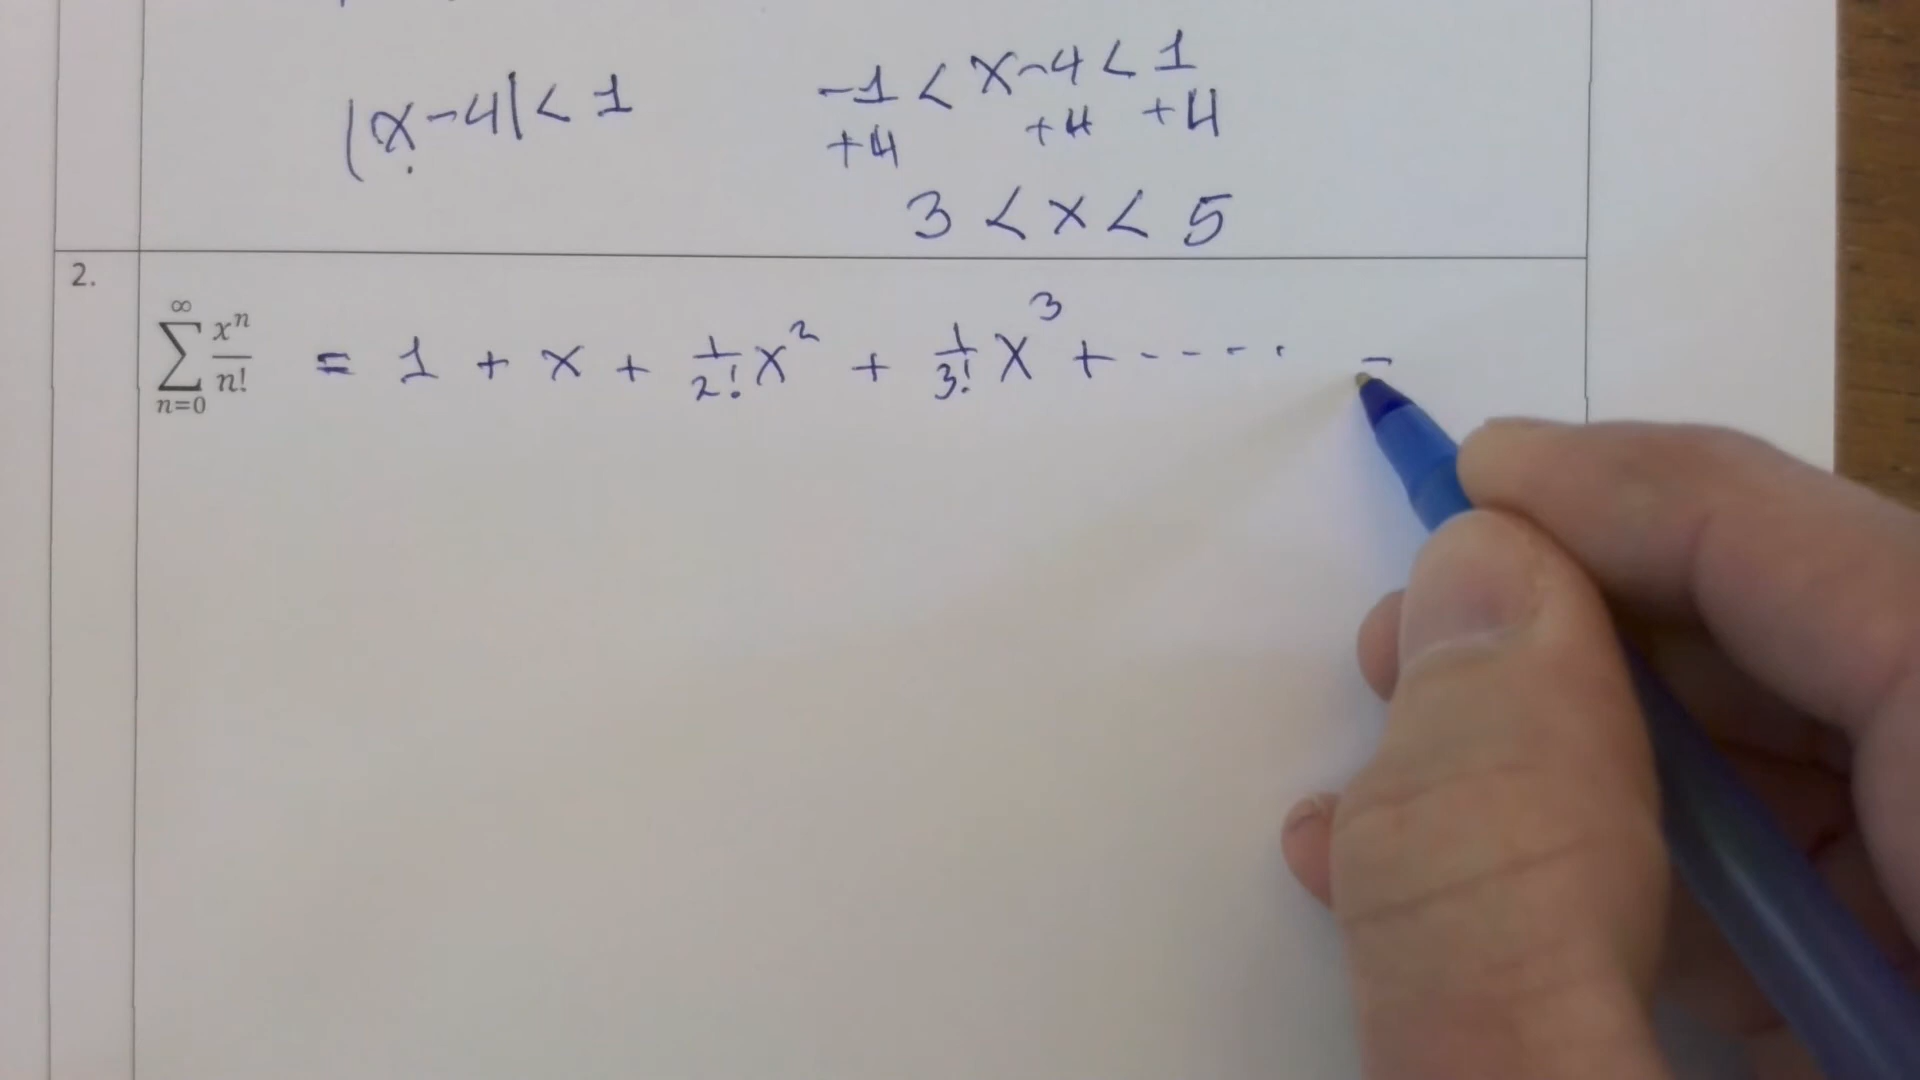 |x-4| < 1
-1 < x-4 < 1
+4 +4 +4
3 < x < 5
2.
∑_{n=0}^{∞} xⁿ/n! = 1 + x + 1/2! x² + 1/3! x³ + ----· -